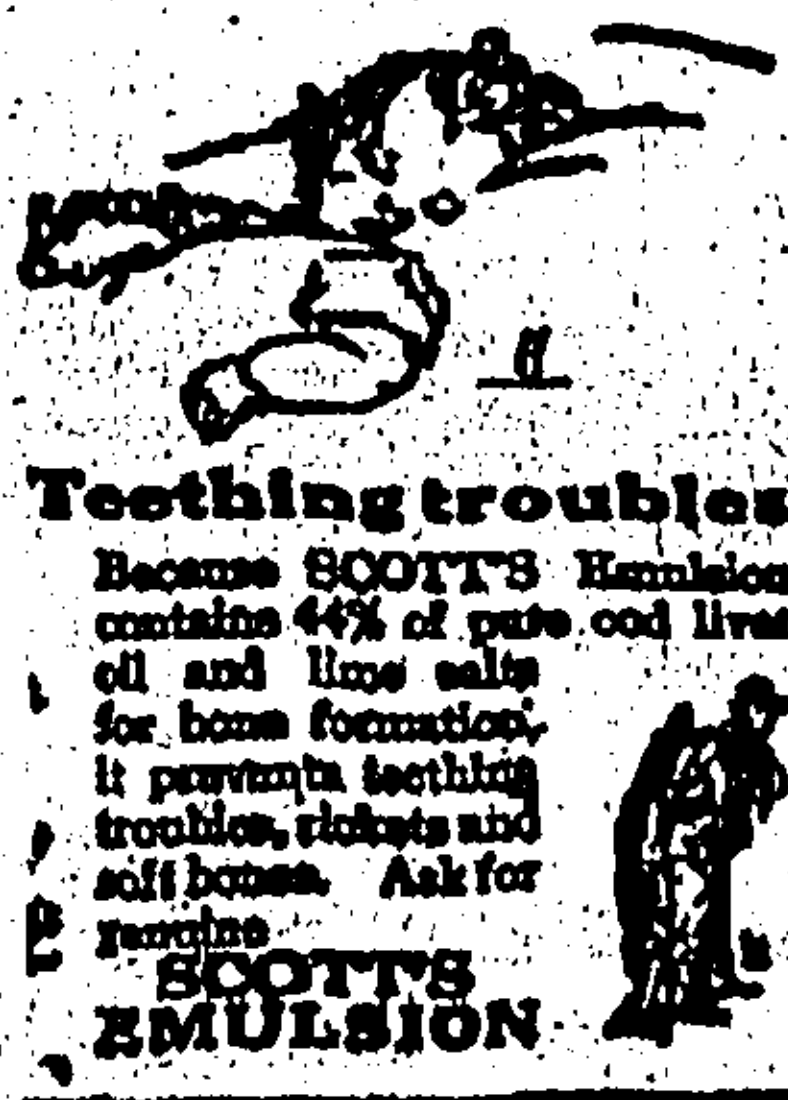 Teething troubles
Because SCOTT'S Emulsion
contains 44% of pure cod liver
oil and lime salts
for bone formation,
it prevents teething
troubles, rickets and
soft bones. Ask for
genuine
SCOTT'S
EMULSION